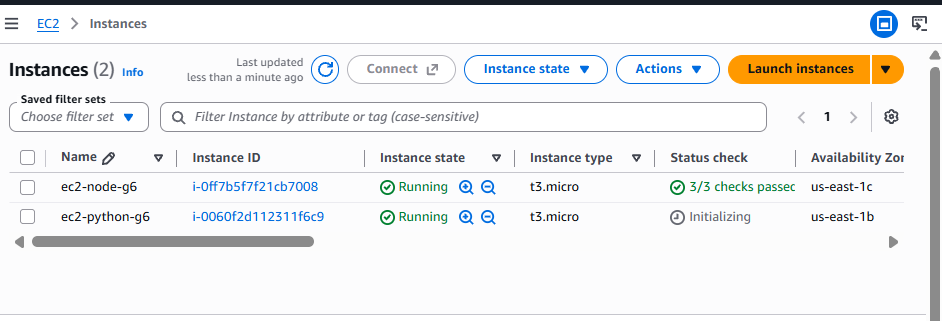 EC2 > Instances
Instances (2) Info
Last updated
less than a minute ago
Connect
Instance state
Actions
Launch instances
Saved filter sets
Choose filter set
Filter Instance by attribute or tag (case-sensitive)
1
Name Instance ID Instance state Instance type Status check Availability Zon
ec2-node-g6 i-0ff7b5f7f21cb7008 Running t3.micro 3/3 checks passec us-east-1c
ec2-python-g6 i-0060f2d112311f6c9 Running t3.micro Initializing us-east-1b